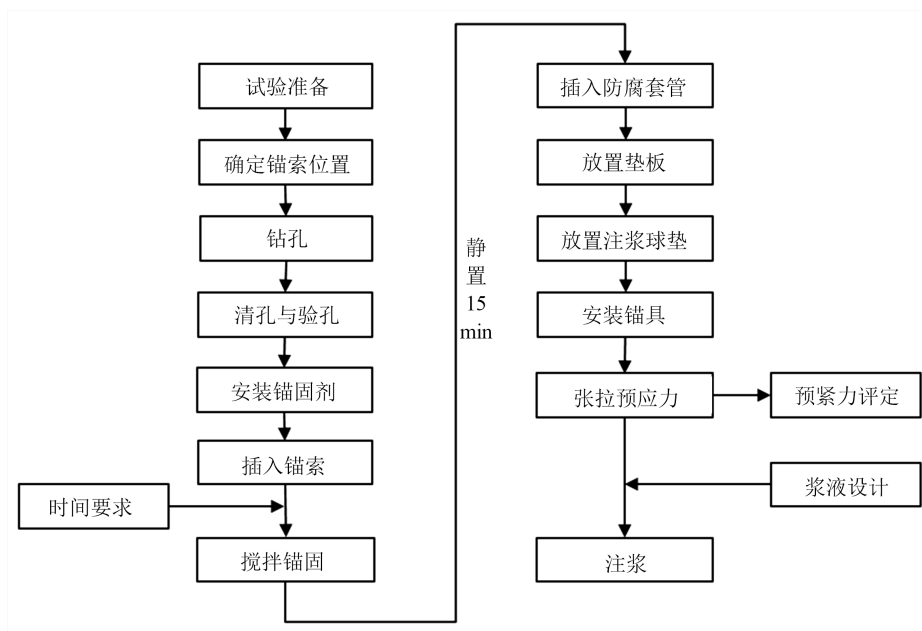 试验准备
确定锚索位置
钻孔
清孔与验孔
安装锚固剂
插入锚索
时间要求
搅拌锚固
静
置
15
min
插入防腐套管
放置垫板
放置注浆球垫
安装锚具
张拉预应力
预紧力评定
浆液设计
注浆